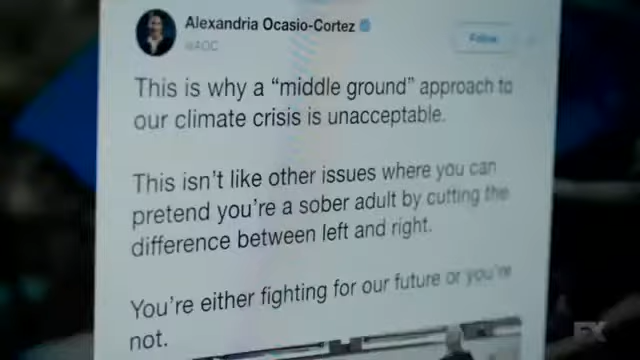 Alexandria Ocasio-Cortez
@AOC
Follow
This is why a “middle ground” approach to
our climate crisis is unacceptable.
This isn’t like other issues where you can
pretend you’re a sober adult by cutting the
difference between left and right.
You’re either fighting for our future or you’re
not.
FX